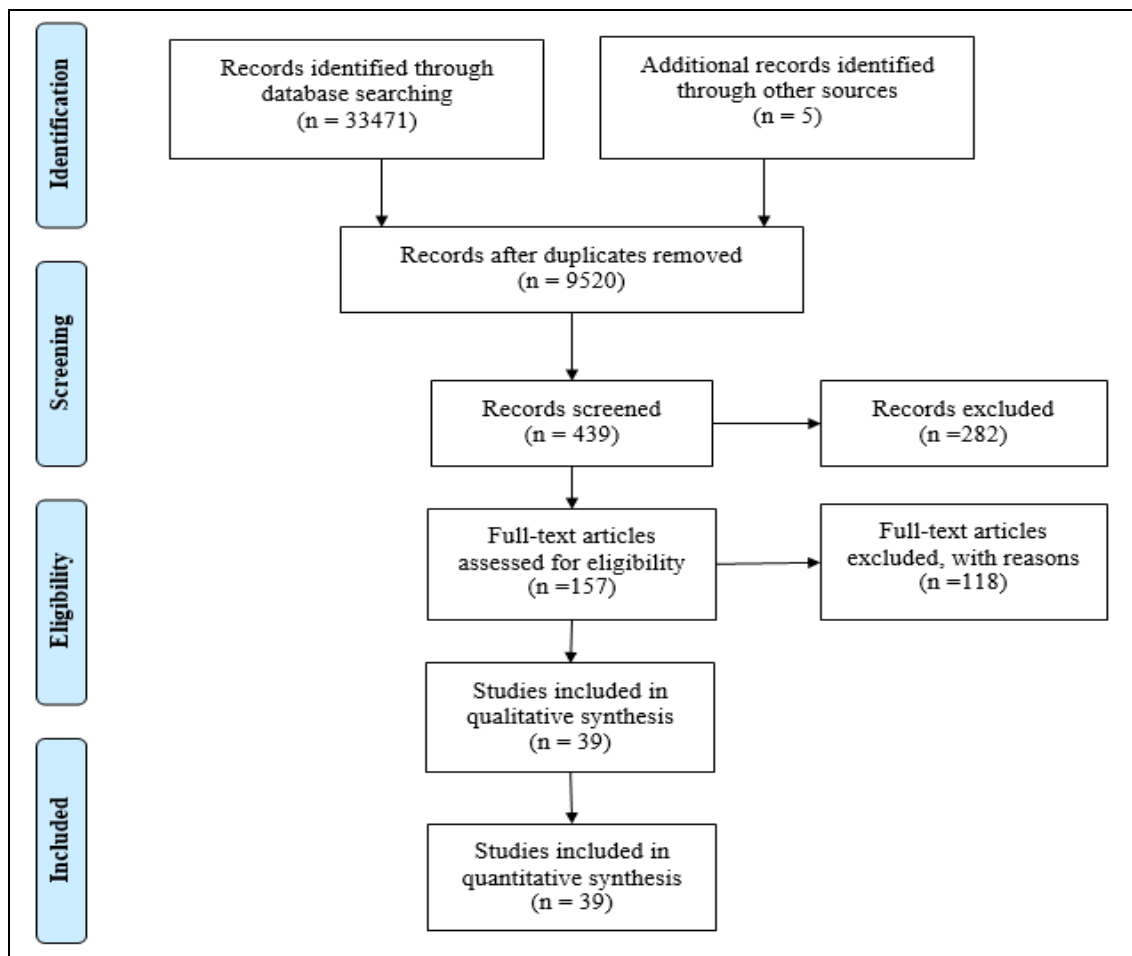 Identification
Records identified through
database searching
(n = 33471)
Additional records identified
through other sources
(n = 5)
Records after duplicates removed
(n = 9520)
Screening
Records screened
(n = 439)
Records excluded
(n =282)
Eligibility
Full-text articles
assessed for eligibility
(n =157)
Full-text articles
excluded, with reasons
(n =118)
Studies included in
qualitative synthesis
(n = 39)
Included
Studies included in
quantitative synthesis
(n = 39)